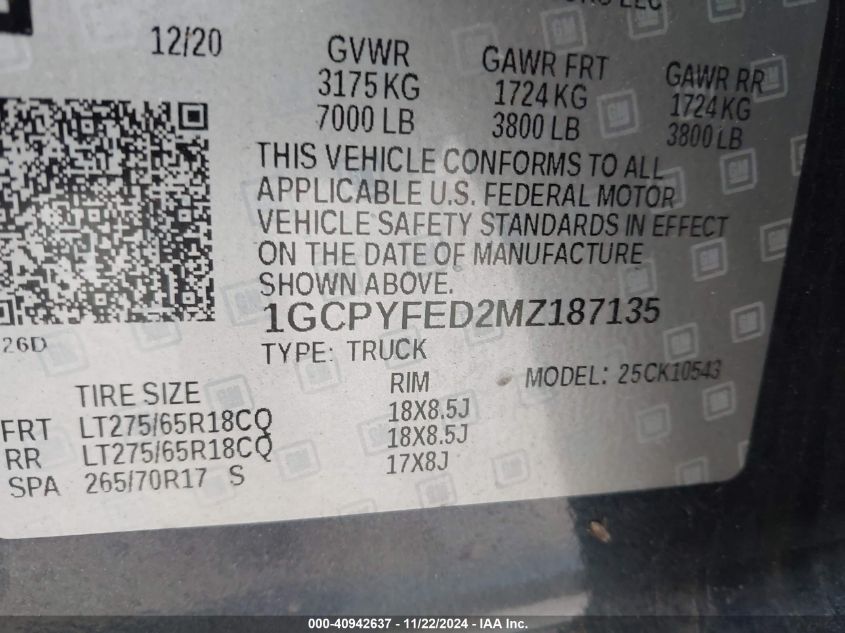 12/20
GVWR
3175 KG
7000 LB
GAWR FRT
1724 KG
3800 LB
GAWR RR
1724 KG
3800 LB
THIS VEHICLE CONFORMS TO ALL
APPLICABLE U.S. FEDERAL MOTOR
VEHICLE SAFETY STANDARDS IN EFFECT
ON THE DATE OF MANUFACTURE
SHOWN ABOVE.
1GCPYFED2MZ187135
26D
TYPE: TRUCK
MODEL: 25CK10543
TIRE SIZE RIM
FRT LT275/65R18CQ 18X8.5J
RR LT275/65R18CQ 18X8.5J
SPA 265/70R17 S 17X8J
000-40942637 - 11/22/2024 - IAA Inc.